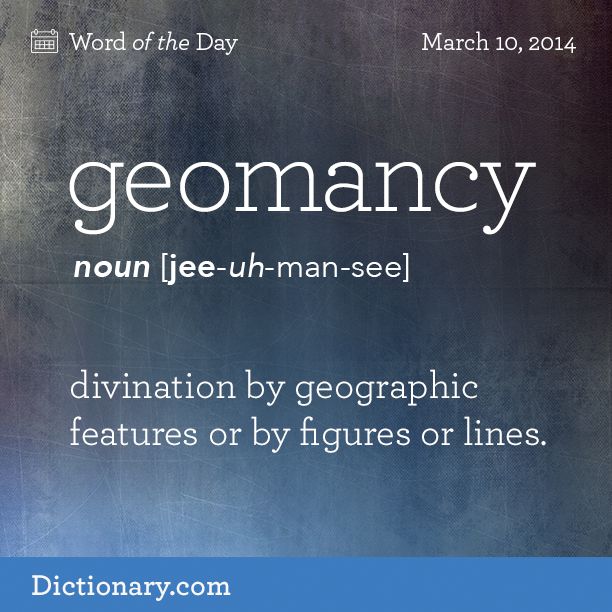 Word of the Day
March 10, 2014
geomancy
noun [jee-uh-man-see]
divination by geographic
features or by figures or lines.
Dictionary.com